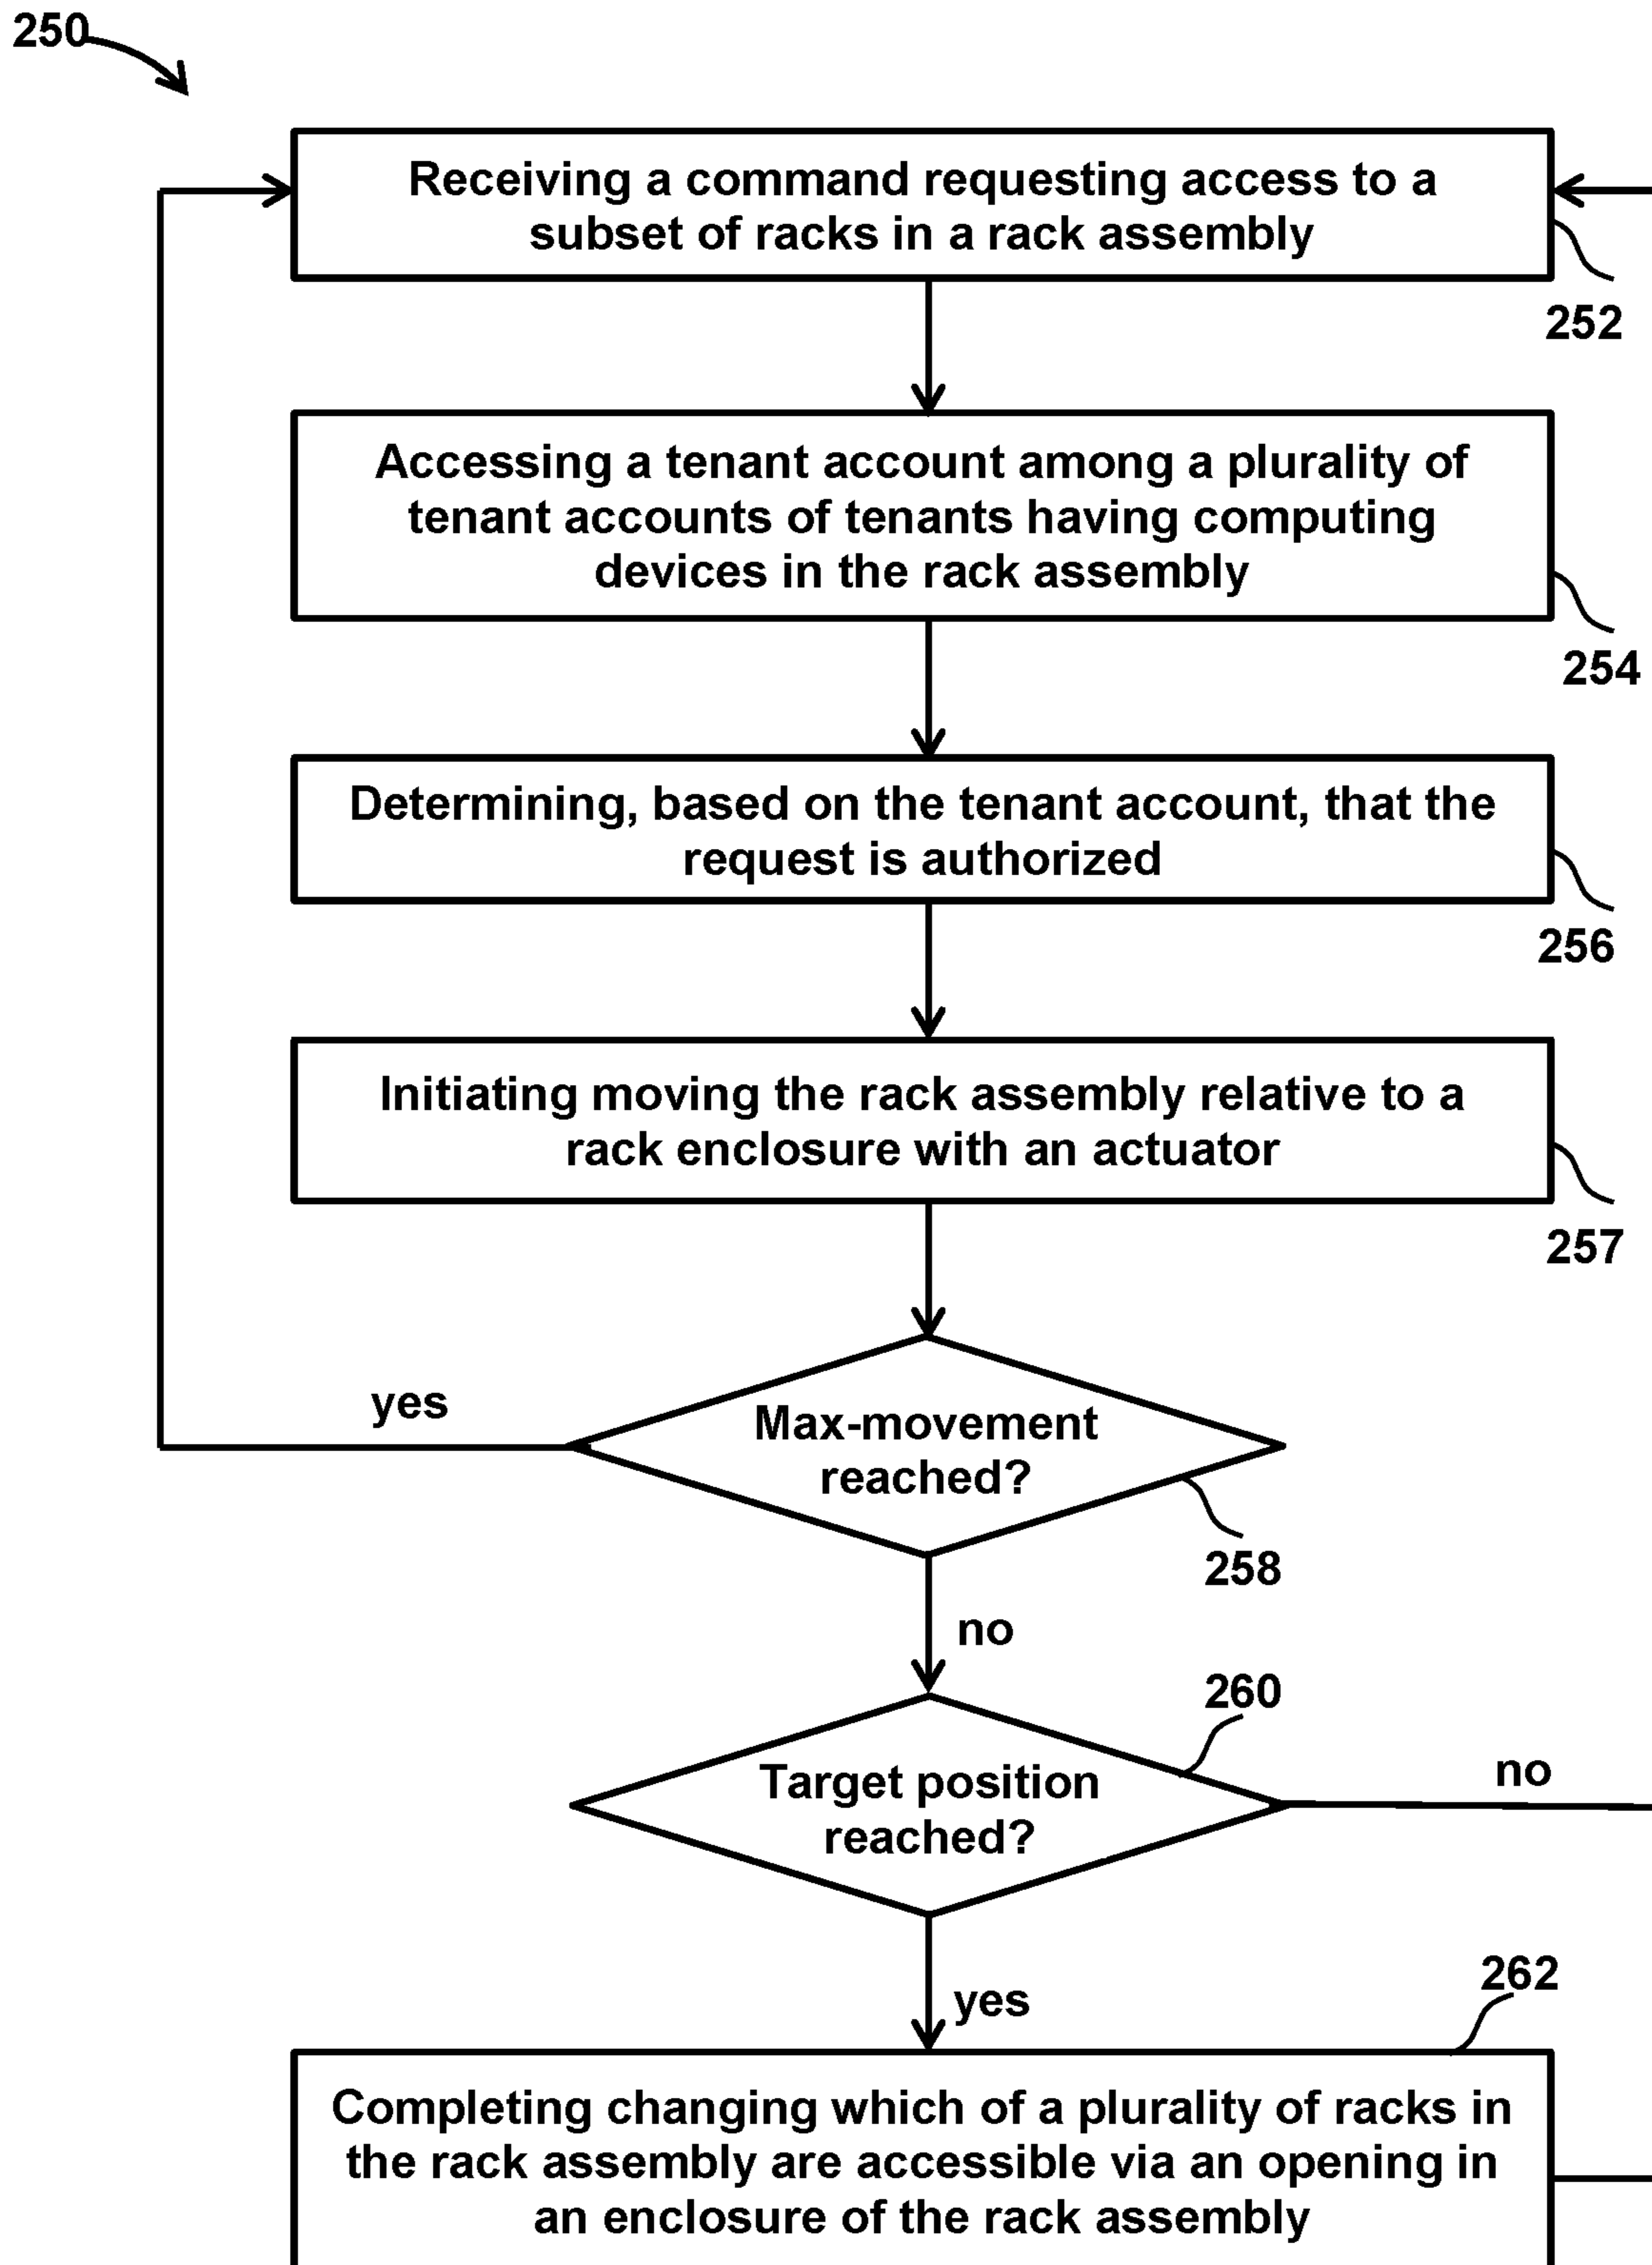 250
Receiving a command requesting access to a
subset of racks in a rack assembly
252
Accessing a tenant account among a plurality of
tenant accounts of tenants having computing
devices in the rack assembly
254
Determining, based on the tenant account, that the
request is authorized
256
Initiating moving the rack assembly relative to a
rack enclosure with an actuator
257
yes
Max-movement
reached?
258
no
260
Target position
reached?
no
yes
262
Completing changing which of a plurality of racks in
the rack assembly are accessible via an opening in
an enclosure of the rack assembly